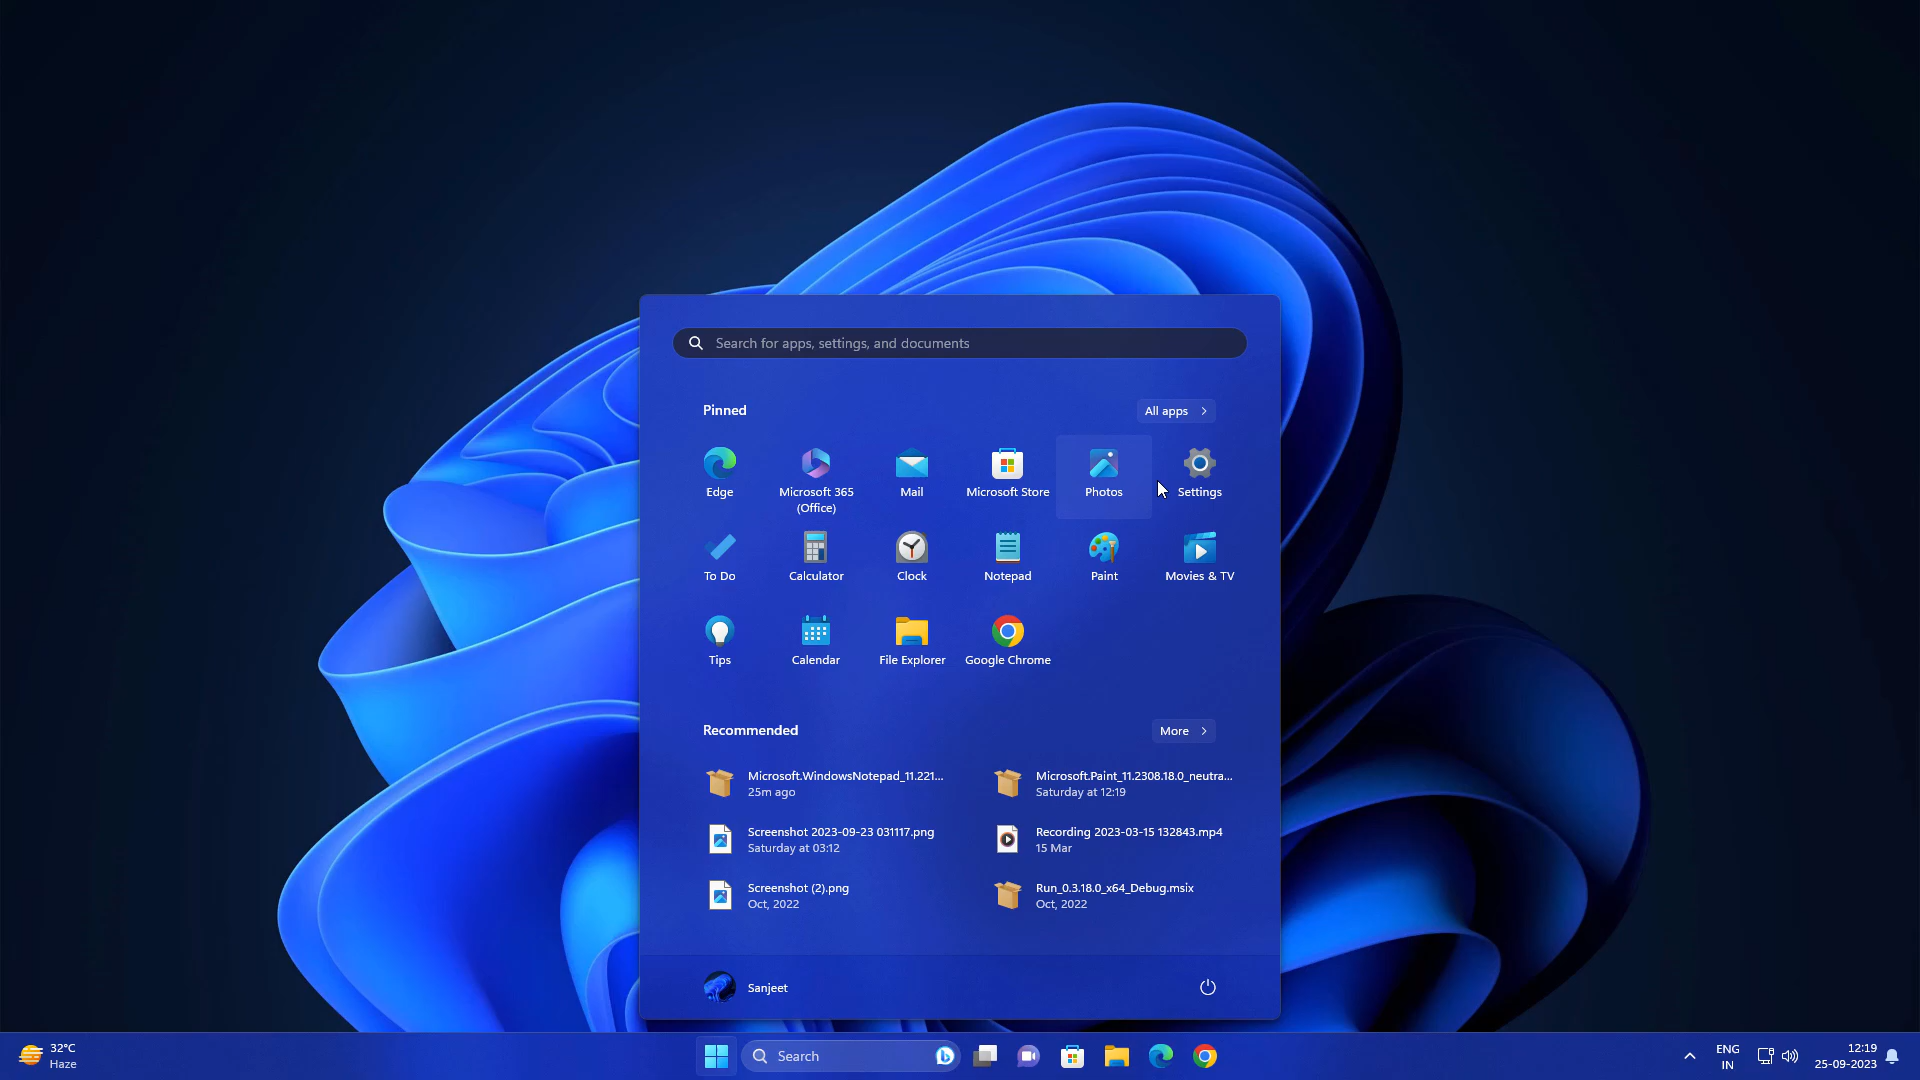 Search for apps, settings, and documents
Pinned
All apps
Edge
Microsoft 365
(Office)
Mail
Microsoft Store
Photos
Settings
To Do
Calculator
Clock
Notepad
Paint
Movies & TV
Tips
Calendar
File Explorer
Google Chrome
Recommended
More
Microsoft.WindowsNotepad_11.221...
25m ago
Microsoft.Paint_11.2308.18.0_neutra...
Saturday at 12:19
Screenshot 2023-09-23 031117.png
Saturday at 03:12
Recording 2023-03-15 132843.mp4
15 Mar
Screenshot (2).png
Oct, 2022
Run_0.3.18.0_x64_Debug.msix
Oct, 2022
Sanjeet
32°C
Haze
Search
ENG
IN
12:19
25-09-2023